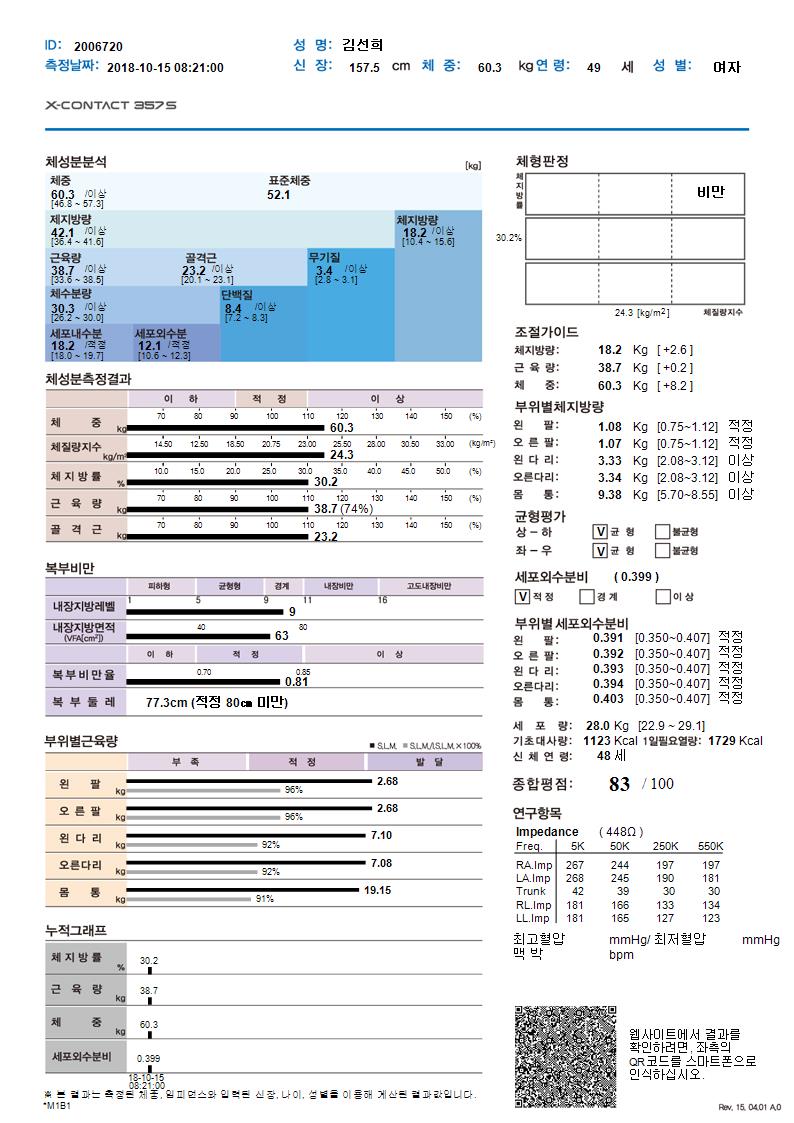 ID: 2006720 성 명: 김선희
측정날짜: 2018-10-15 08:21:00 신 장: 157.5 cm 체 중: 60.3 kg 연 령: 49 세 성 별: 여자
X-CONTACT 357S
체성분분석 [kg]
체중 표준체중
60.3 /이상 52.1
[46.8 ~ 57.3]
제지방량 체지방량
42.1 /이상 18.2 /이상
[36.4 ~ 41.6] [10.4 ~ 15.6]
근육량 골격근 무기질
38.7 /이상 23.2 /이상 3.4 /이상
[33.6 ~ 38.5] [20.1 ~ 23.1] [2.8 ~ 3.1]
체수분량 단백질
30.3 /이상 8.4 /이상
[26.2 ~ 30.0] [7.2 ~ 8.3]
세포내수분 세포외수분
18.2 /적정 12.1 /적정
[18.0 ~ 19.7] [10.6 ~ 12.3]
체성분측정결과
이 하 적 정 이 상
체 중 kg 70 80 90 100 110 120 130 140 150 (%)
60.3
체질량지수 kg/m² 14.50 12.50 18.50 20.75 23.00 25.50 28.00 30.50 33.00 (kg/m²)
24.3
체 지 방 률 % 10.0 15.0 20.0 25.0 30.0 35.0 40.0 45.0 50.0 (%)
30.2
근 육 량 kg 70 80 90 100 110 120 130 140 150 (%)
38.7 (74%)
골 격 근 kg 70 80 90 100 110 120 130 140 150 (%)
23.2
복부비만
피하형 균형형 경계 내장비만 고도내장비만
내장지방레벨 1 5 9 11 16
9
내장지방면적 (VFA[cm²]) 40 80
63
이 하 적 정 이 상
복부비만율 0.70 0.85
0.81
복 부 둘 레 77.3cm (적정 80㎝ 미만)
부위별근육량 S.L.M. S.L.M./I.S.L.M.×100%
부 족 적 정 발 달
왼 팔 kg 2.68
96%
오 른 팔 kg 2.68
96%
왼 다 리 kg 7.10
92%
오른다리 kg 7.08
92%
몸 통 kg 19.15
91%
누적그래프
체 지 방 률 % 30.2
근 육 량 kg 38.7
체 중 kg 60.3
세포외수분비 0.399
18-10-15
08:21:00
※ 본 결과는 측정된 체중, 임피던스와 입력된 신장, 나이, 성별을 이용해 계산된 결과값입니다.
*M1B1
체형판정
체지방률
비만
30.2%
24.3 [kg/m²] 체질량지수
조절가이드
체지방량: 18.2 Kg [ +2.6 ]
근 육 량: 38.7 Kg [ +0.2 ]
체 중: 60.3 Kg [ +8.2 ]
부위별체지방량
왼 팔: 1.08 Kg [0.75~1.12] 적정
오 른 팔: 1.07 Kg [0.75~1.12] 적정
왼 다 리: 3.33 Kg [2.08~3.12] 이상
오른다리: 3.34 Kg [2.08~3.12] 이상
몸 통: 9.38 Kg [5.70~8.55] 이상
균형평가
상 – 하 V 균 형 불균형
좌 – 우 V 균 형 불균형
세포외수분비 ( 0.399 )
V 적 정 경 계 이 상
부위별 세포외수분비
왼 팔: 0.391 [0.350~0.407] 적정
오 른 팔: 0.392 [0.350~0.407] 적정
왼 다 리: 0.393 [0.350~0.407] 적정
오른다리: 0.394 [0.350~0.407] 적정
몸 통: 0.403 [0.350~0.407] 적정
세 포 량: 28.0 Kg [22.9 ~ 29.1]
기초대사량: 1123 Kcal 1일필요열량: 1729 Kcal
신 체 연 령: 48 세
종합평점: 83 / 100
연구항목
Impedance ( 448Ω )
Freq. 5K 50K 250K 550K
RA.Imp 267 244 197 197
LA.Imp 268 245 190 181
Trunk 42 39 30 30
RL.Imp 181 166 133 134
LL.Imp 181 165 127 123
최고혈압 mmHg/ 최저혈압 mmHg
맥 박 bpm
웹사이트에서 결과를
확인하려면, 좌측의
QR코드를 스마트폰으로
인식하십시오.
Rev. 15. 04.01 A.0